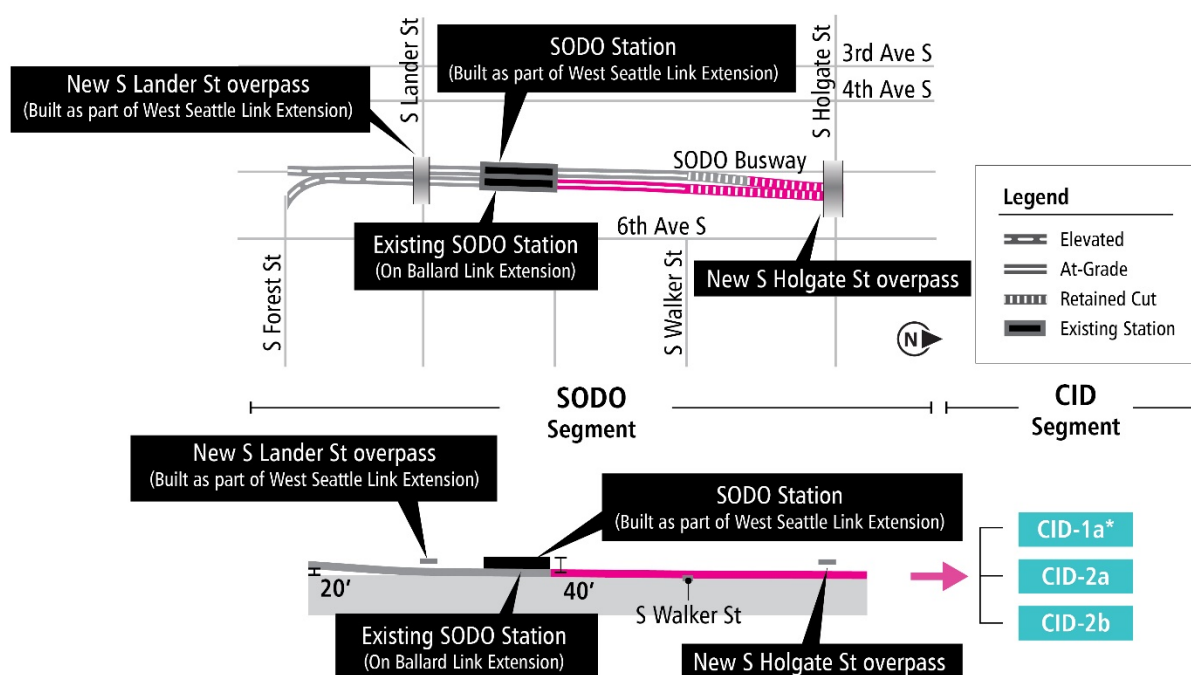 SODO Station
(Built as part of West Seattle Link Extension)
New S Lander St overpass
(Built as part of West Seattle Link Extension)
S Lander St
S Holgate St
3rd Ave S
4th Ave S
SODO Busway
Existing SODO Station
(On Ballard Link Extension)
6th Ave S
S Forest St
S Walker St
New S Holgate St overpass
N
Legend
Elevated
At-Grade
Retained Cut
Existing Station
SODO
Segment
CID
Segment
New S Lander St overpass
(Built as part of West Seattle Link Extension)
SODO Station
(Built as part of West Seattle Link Extension)
20’
40’
S Walker St
Existing SODO Station
(On Ballard Link Extension)
New S Holgate St overpass
CID-1a*
CID-2a
CID-2b